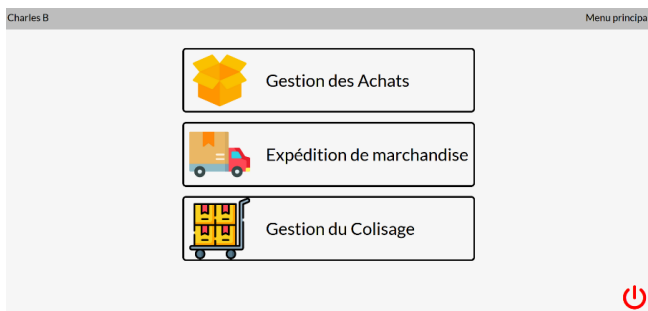 Charles B
Menu principa
Gestion des Achats
Expédition de marchandise
Gestion du Colisage